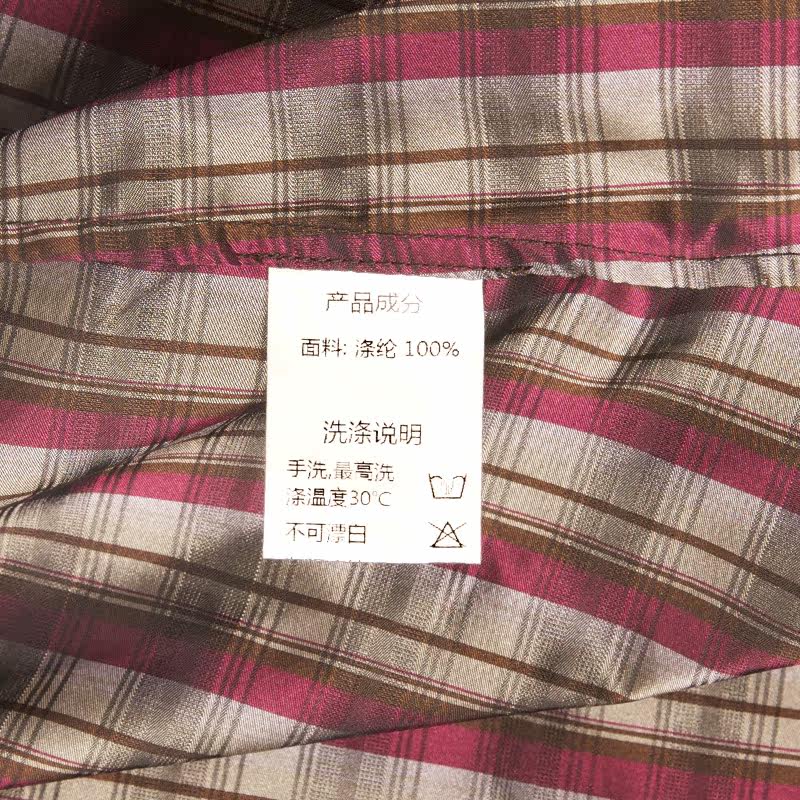 产品成分
面料: 涤纶 100%
洗涤说明
手洗,最高洗
涤温度30℃
不可漂白